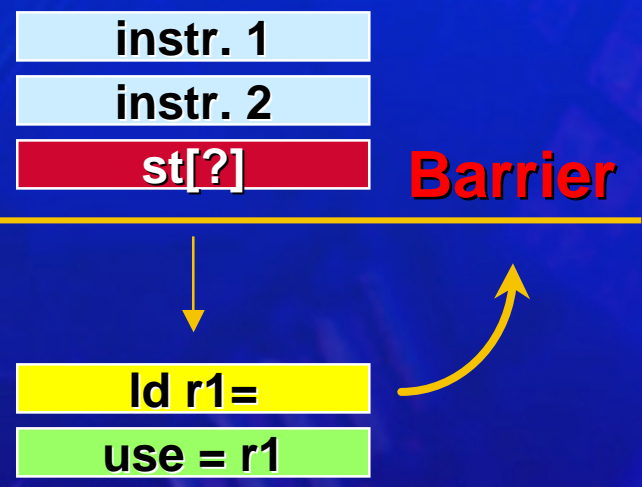 instr. 1
instr. 2
st[?]
Barrier
ld r1=
use = r1